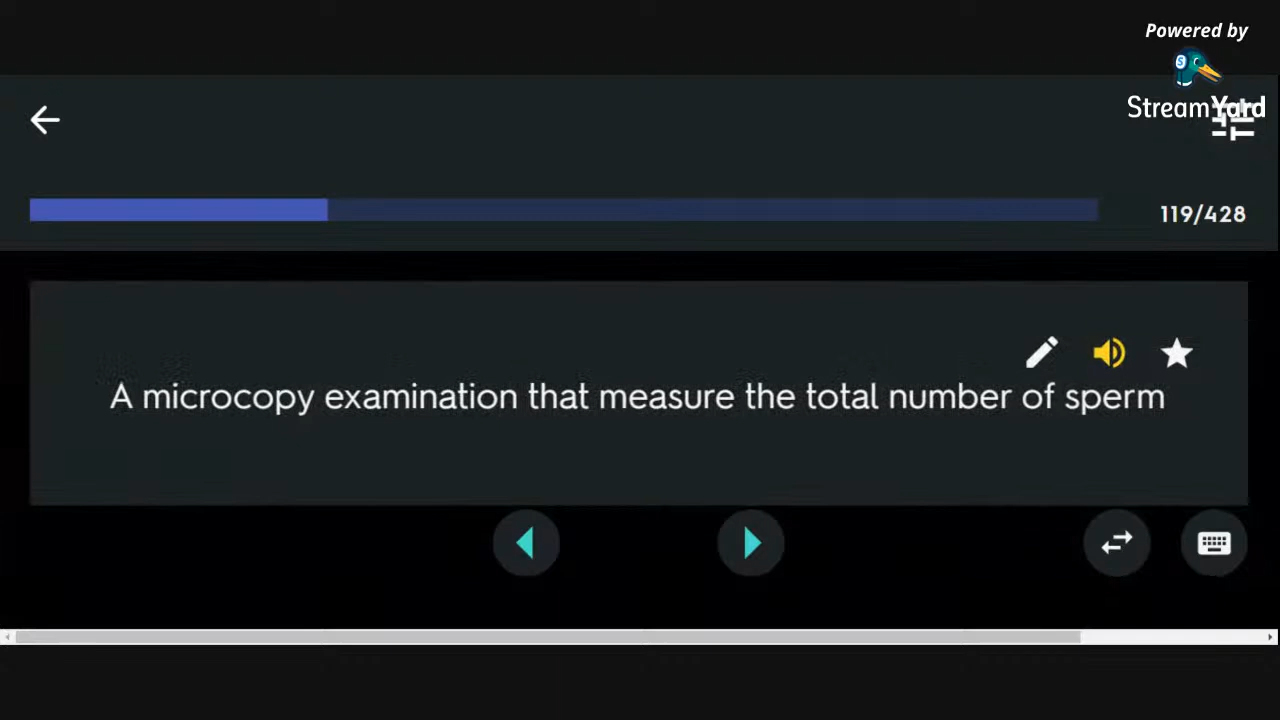 Powered by
StreamYard
119/428
A microcopy examination that measure the total number of sperm